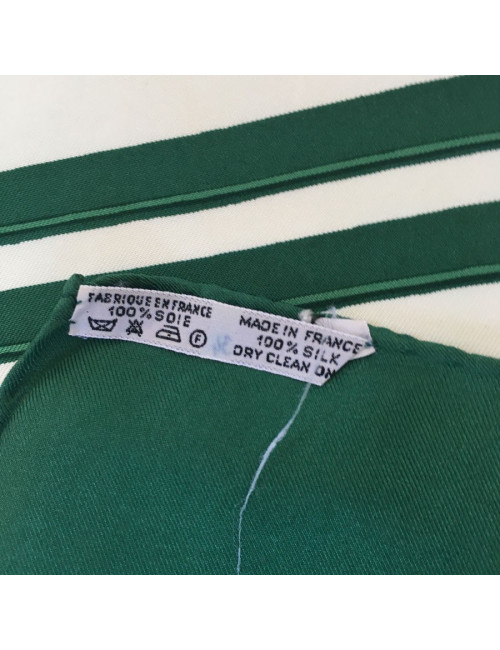 FABRIQUE EN FRANCE
100% SOIE
F
MADE IN FRANCE
100% SILK
DRY CLEAN ON